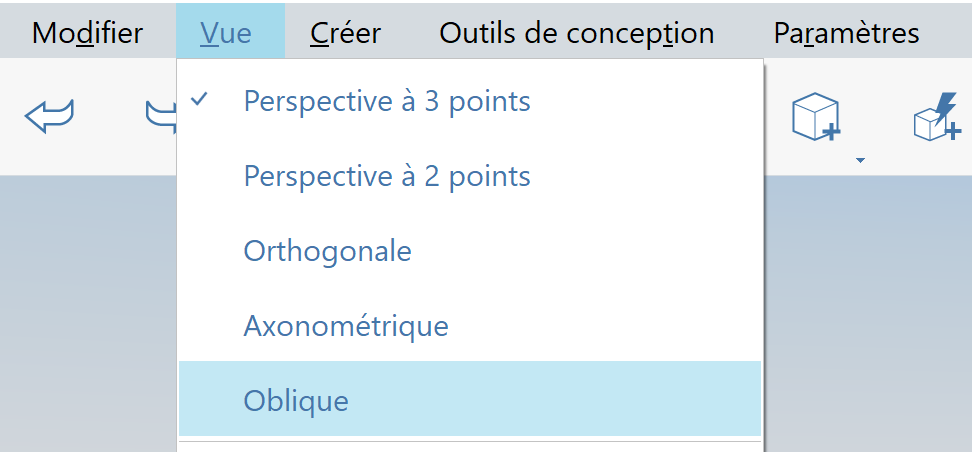 Modifier Vue Créer Outils de conception Paramètres
Perspective à 3 points
Perspective à 2 points
Orthogonale
Axonométrique
Oblique